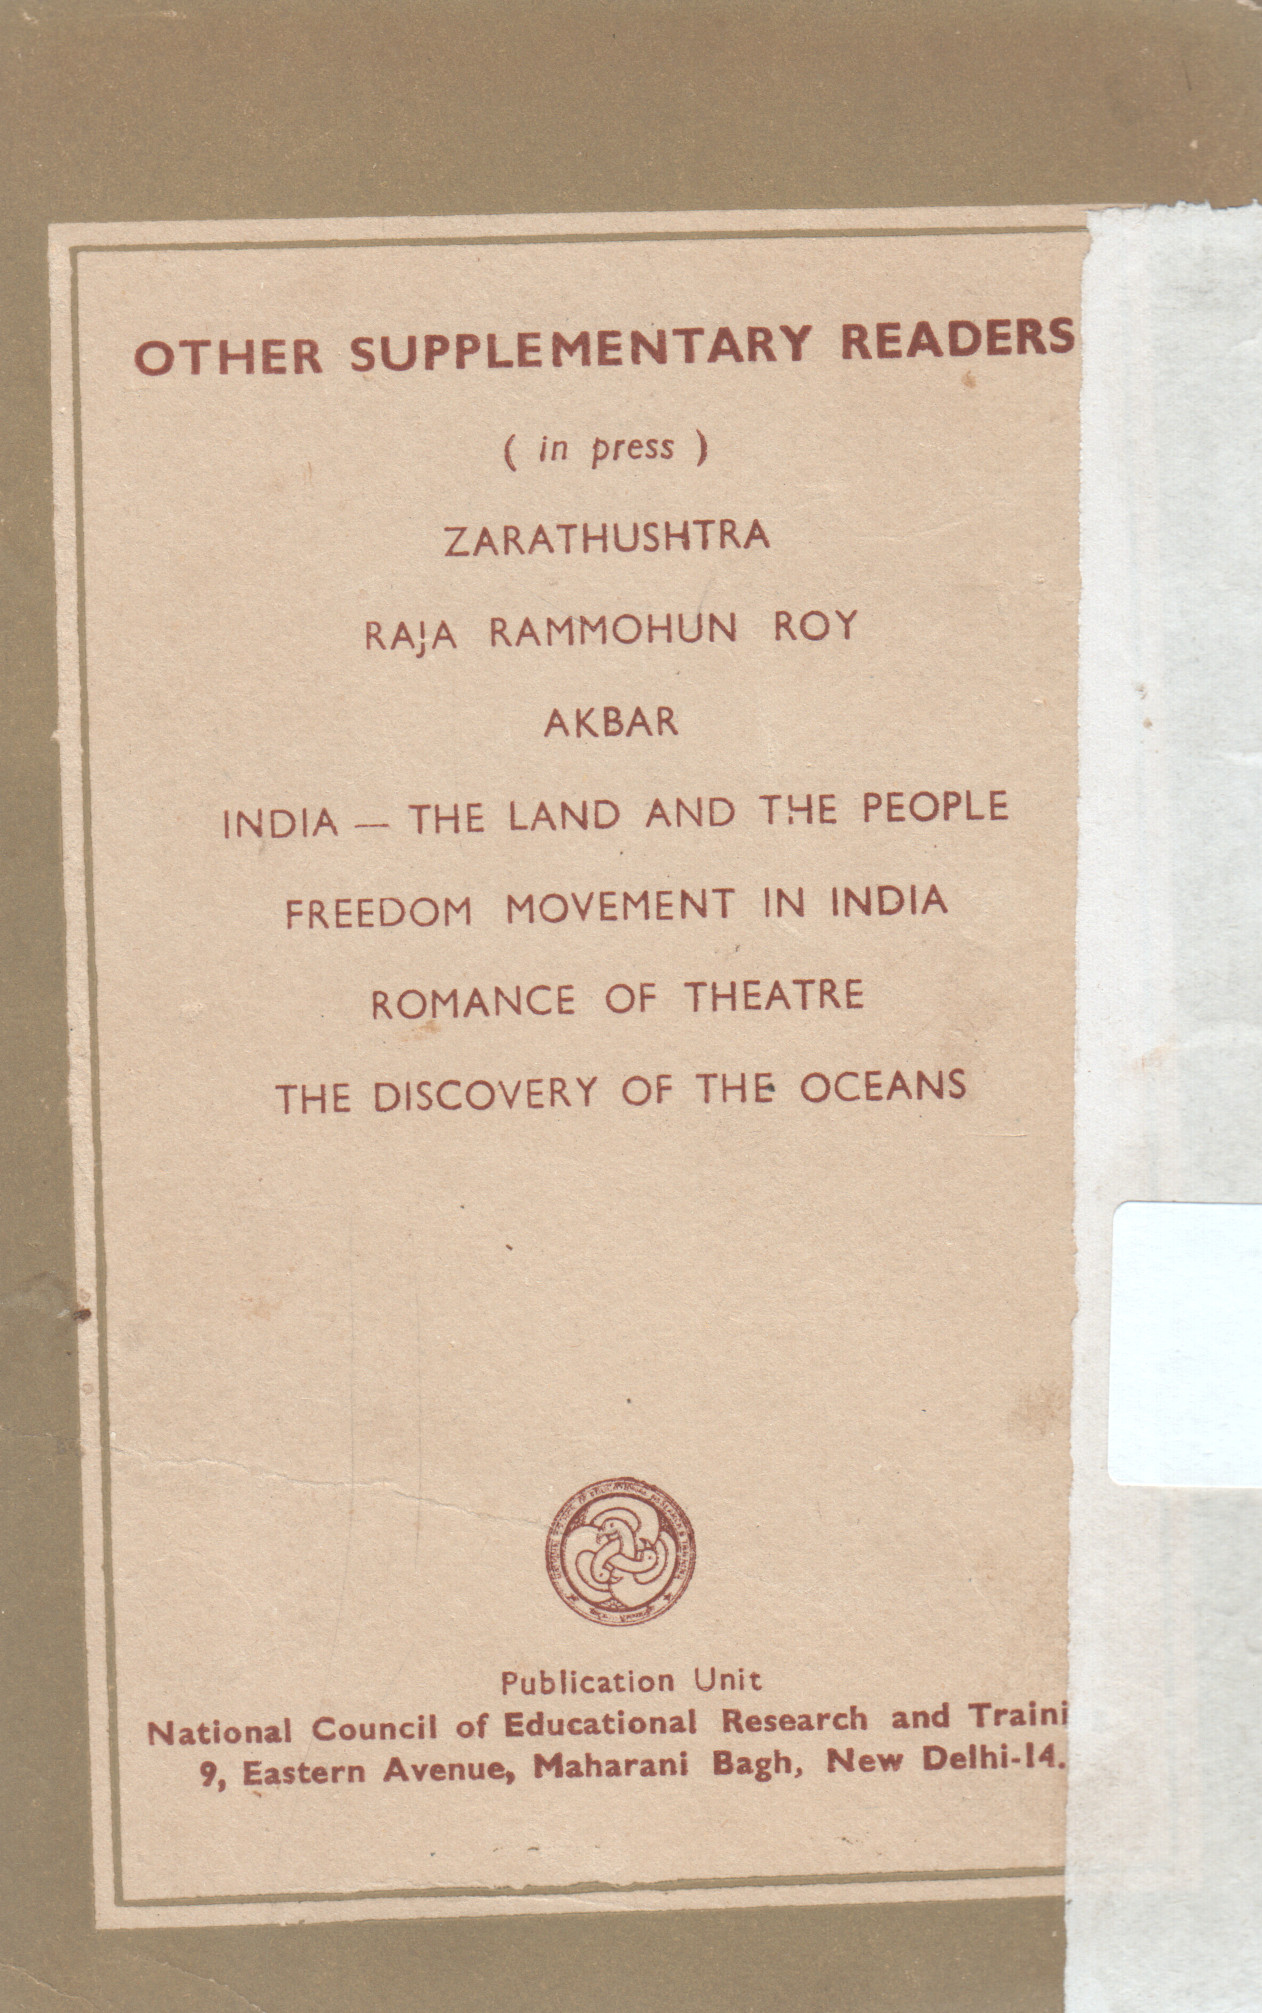 OTHER SUPPLEMENTARY READERS
( in press )
ZARATHUSHTRA
RAJA RAMMOHUN ROY
AKBAR
INDIA — THE LAND AND THE PEOPLE
FREEDOM MOVEMENT IN INDIA
ROMANCE OF THEATRE
THE DISCOVERY OF THE OCEANS
Publication Unit
National Council of Educational Research and Traini
9, Eastern Avenue, Maharani Bagh, New Delhi-14.